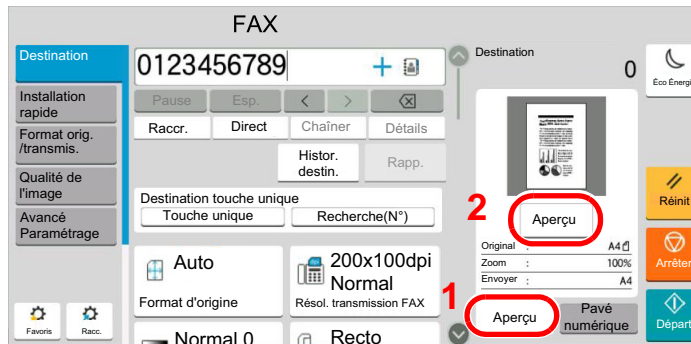 FAX
Destination
Installation
rapide
Format orig.
/transmis.
Qualité de
l'image
Avancé
Paramétrage
Favoris
Racc.
0123456789
Pause
Esp.
<
>
Raccr.
Direct
Chaîner
Détails
Histor.
destin.
Rapp.
Destination touche unique
Touche unique
Recherche(N°)
Auto
Format d'origine
200x100dpi
Normal
Résol. transmission FAX
Normal 0
Recto
Destination
0
2
Aperçu
Original : A4
Zoom : 100%
Envoyer : A4
1
Aperçu
Pavé
numérique
Éco Énergi
Réinit
Arrêter
Départ